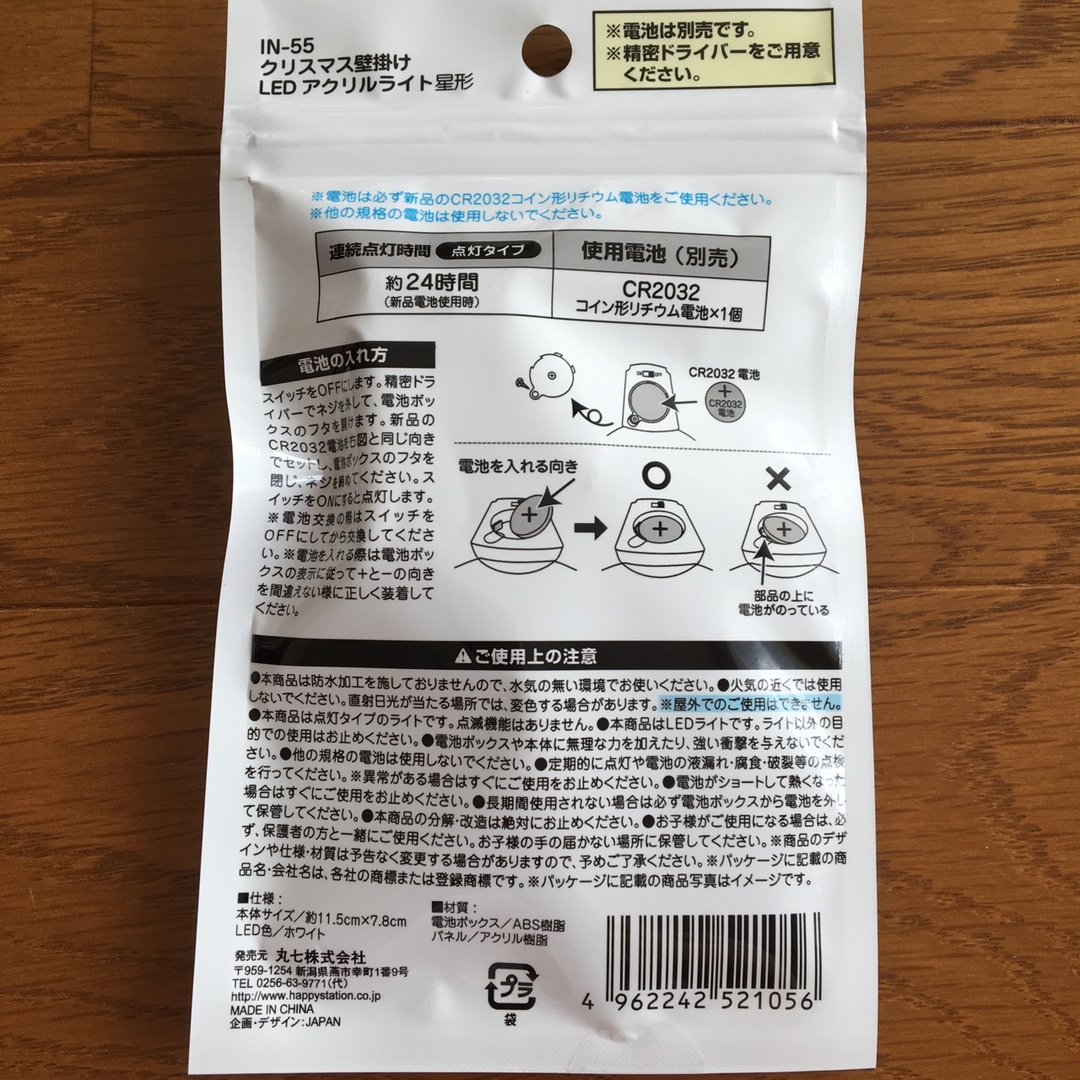 IN-55
クリスマス壁掛け
LED アクリルライト星形
※電池は別売です。
※精密ドライバーをご用意
ください。
※電池は必ず新品のCR2032コイン形リチウム電池をご使用ください。
※他の規格の電池は使用しないでください。
連続点灯時間 点灯タイプ
使用電池（別売）
約24時間
（新品電池使用時）
CR2032
コイン形リチウム電池×1個
電池の入れ方
スイッチをOFFにします。精密ドラ
イバーでネジを外して、電池ボッ
クスのフタを開けます。新品の
CR2032電池を右図と同じ向き
でセットし、電池ボックスのフタを
閉じ、ネジを締めてください。ス
イッチをONにすると点灯します。
※電池交換の際はスイッチを
OFFにしてから交換してくださ
い。※電池を入れる際は電池ボッ
クスの表示に従って＋と－の向き
を間違えない様に正しく装着して
ください。
ON OFF
CR2032 電池
＋
CR2032
電池
電池を入れる向き
＋
○
＋
×
＋
部品の上に
電池がのっている
⚠ご使用上の注意
●本商品は防水加工を施しておりませんので、水気の無い環境でお使いください。●火気の近くでは使用
しないでください。直射日光が当たる場所では、変色する場合があります。※屋外でのご使用はできません。
●本商品は点灯タイプのライトです。点滅機能はありません。●本商品はLEDライトです。ライト以外の目
的での使用はお止めください。●電池ボックスや本体に無理な力を加えたり、強い衝撃を与えないでくだ
さい。●他の規格の電池は使用しないでください。●定期的に点灯や電池の液漏れ・腐食・破裂等の点検
を行ってください。※異常がある場合はすぐにご使用をお止めください。●電池がショートして熱くなった
場合はすぐにご使用をお止めください。●長期間使用されない場合は必ず電池ボックスから電池を外し
て保管してください。●本商品の分解・改造は絶対にお止めください。●お子様がご使用になる場合は、必
ず、保護者の方と一緒にご使用ください。お子様の手の届かない場所に保管してください。※商品のデザ
インや仕様・材質は予告なく変更する場合がありますので、予めご了承ください。※パッケージに記載の商
品名・会社名は、各社の商標または登録商標です。※パッケージに記載の商品写真はイメージです。
■仕様：
本体サイズ／約11.5cm×7.8cm
LED色／ホワイト
■材質：
電池ボックス／ABS樹脂
パネル／アクリル樹脂
発売元 丸七株式会社
〒959-1254 新潟県燕市幸町1番9号
TEL 0256-63-9771(代)
http://www.happystation.co.jp
MADE IN CHINA
企画・デザイン：JAPAN
プラ
袋
4 962242 521056